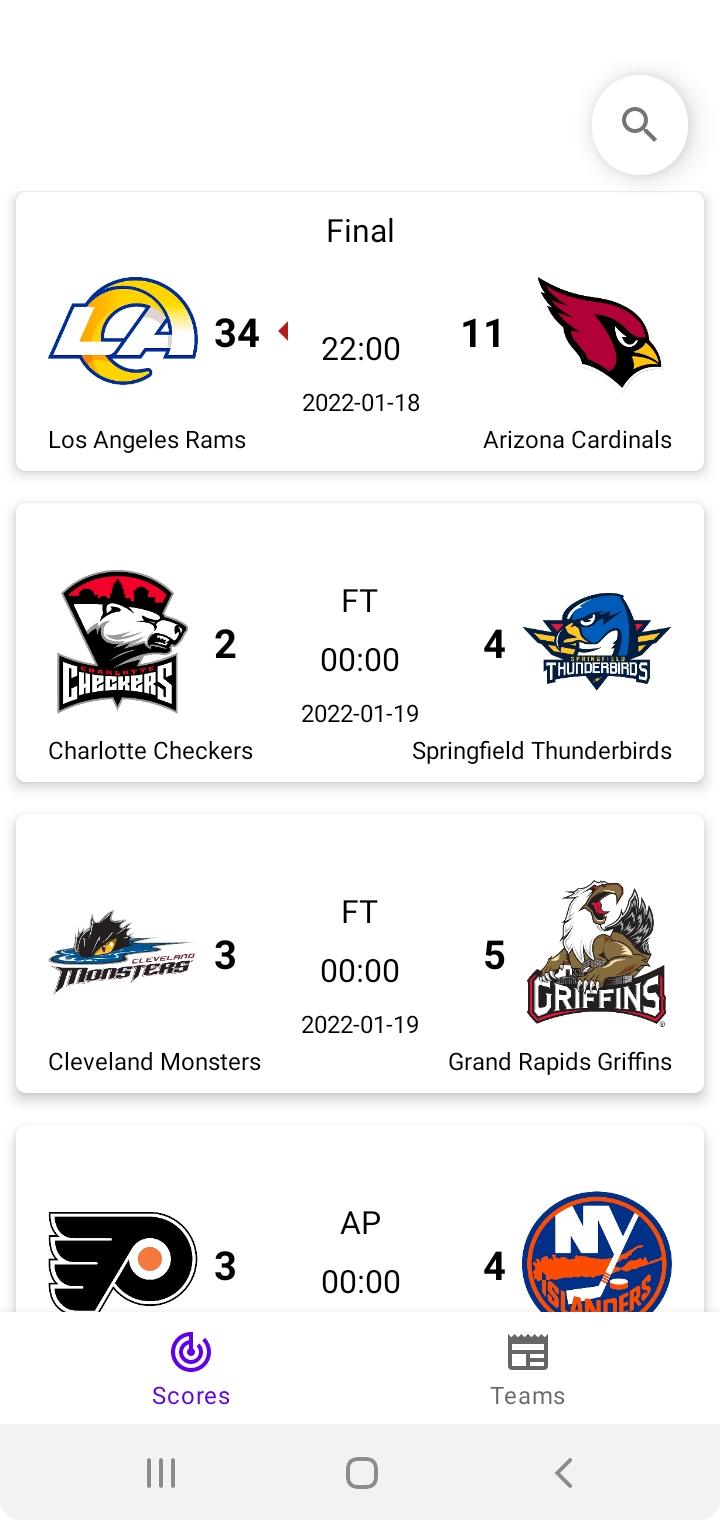 Final
LA
34
22:00
11
2022-01-18
Los Angeles Rams
Arizona Cardinals
FT
2
00:00
4
CHARLOTTE
CHECKERS
SPRINGFIELD
THUNDERBIRDS
2022-01-19
Charlotte Checkers
Springfield Thunderbirds
FT
3
00:00
5
CLEVELAND
MONSTERS
GRIFFINS
2022-01-19
Cleveland Monsters
Grand Rapids Griffins
AP
3
00:00
4
NY
ISLANDERS
Scores
Teams